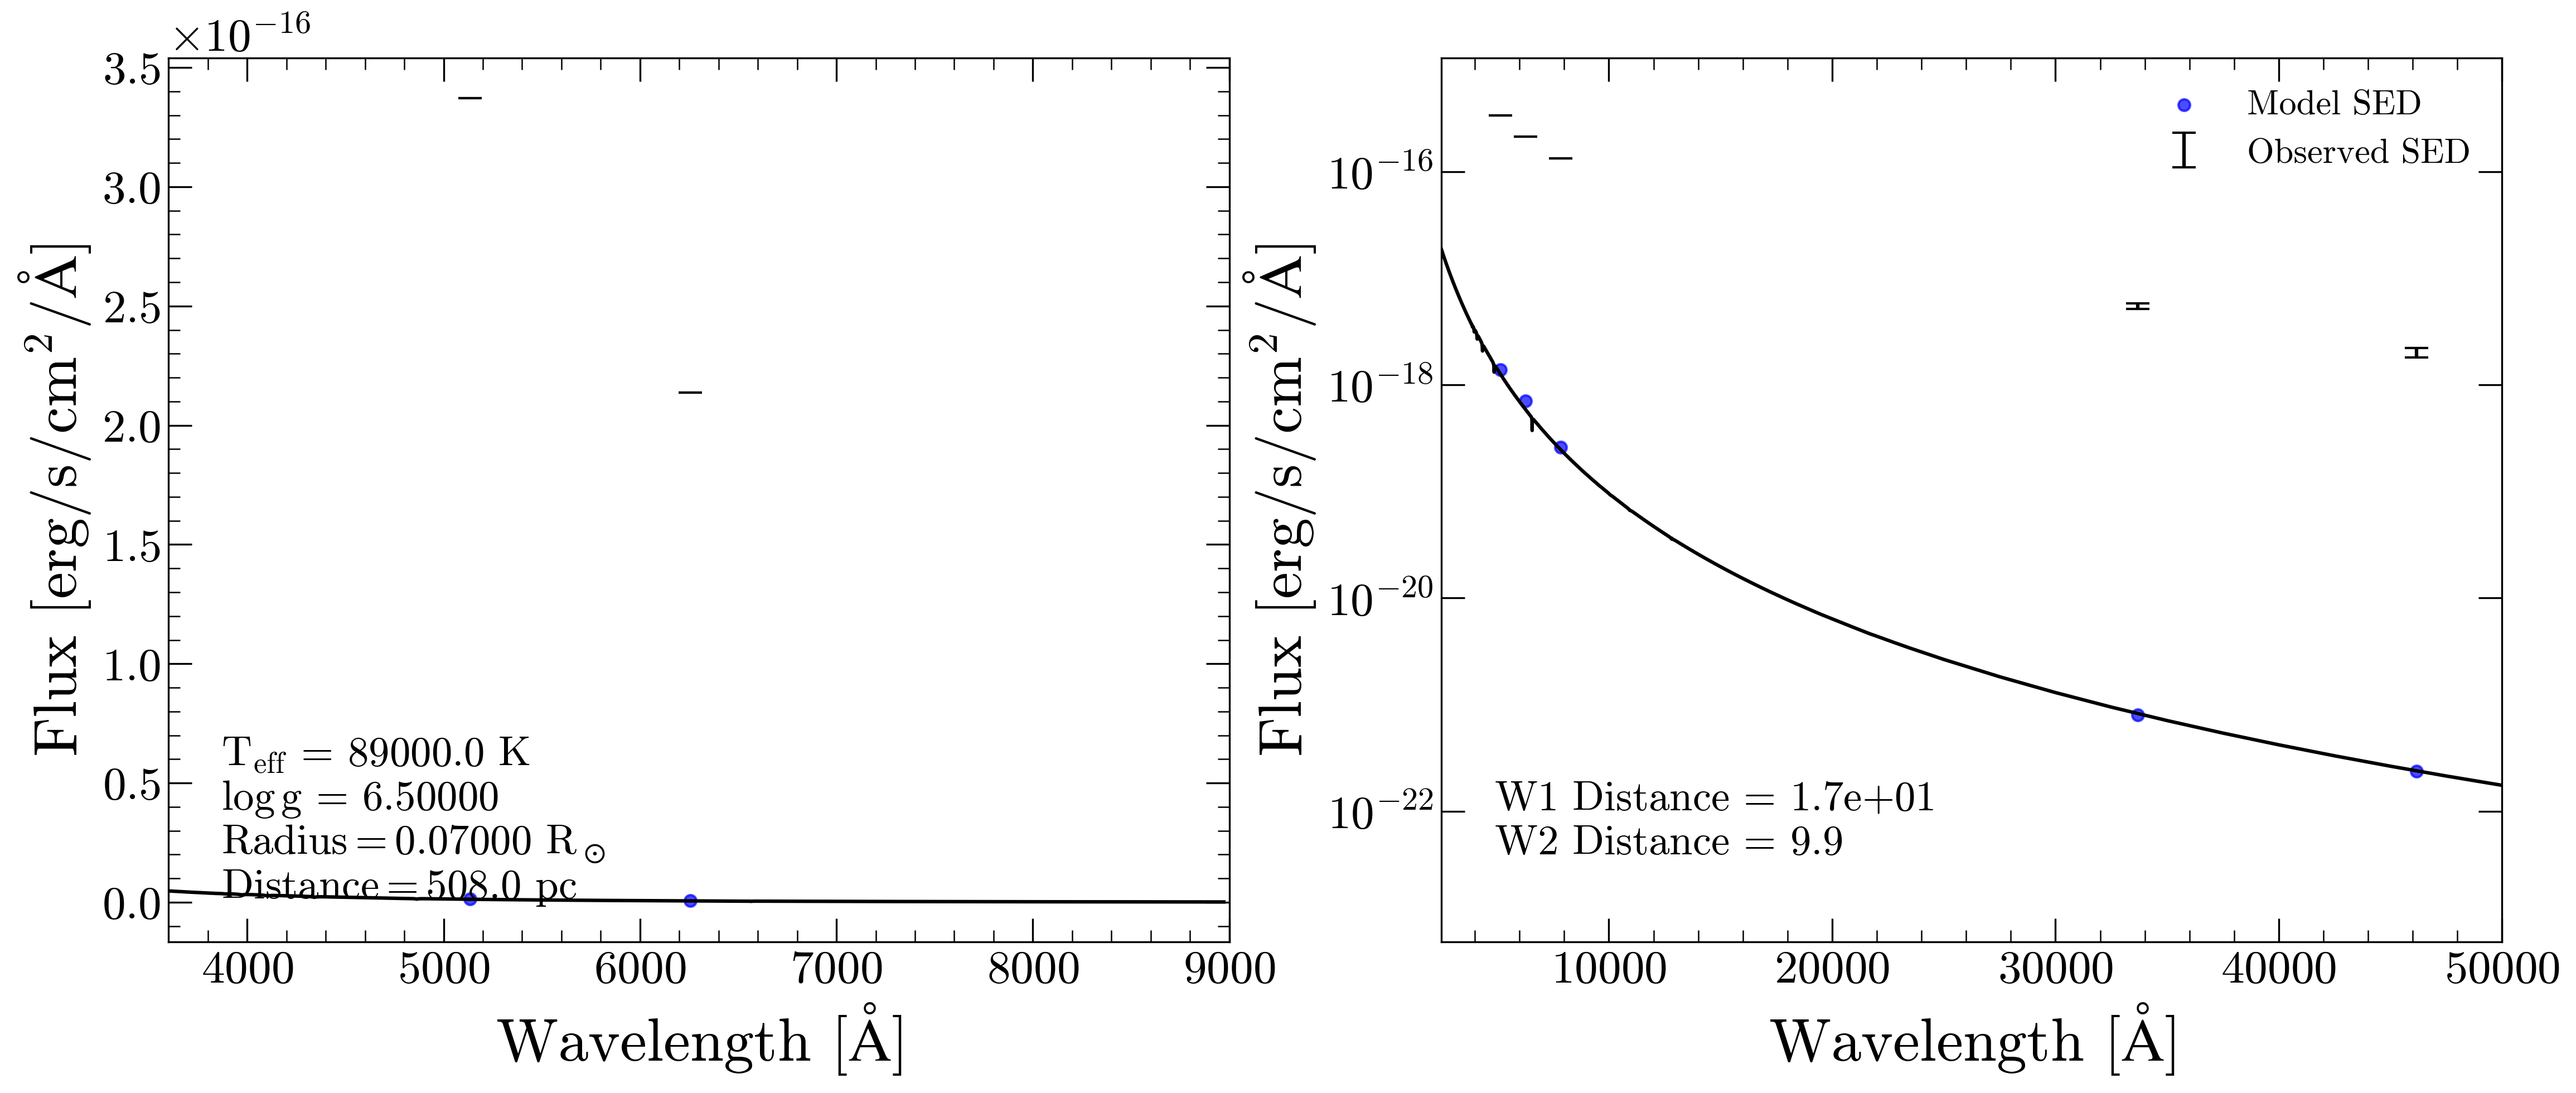 ×10⁻¹⁶
3.5
3.0
2.5
2.0
1.5
1.0
0.5
0.0
Flux [erg/s/cm²/Å]
T_eff = 89000.0 K
log g = 6.50000
Radius = 0.07000 R_⊙
Distance = 508.0 pc
4000 5000 6000 7000 8000 9000
Wavelength [Å]
10⁻¹⁶
10⁻¹⁸
10⁻²⁰
10⁻²²
Flux [erg/s/cm²/Å]
Model SED
Observed SED
W1 Distance = 1.7e+01
W2 Distance = 9.9
10000 20000 30000 40000 50000
Wavelength [Å]